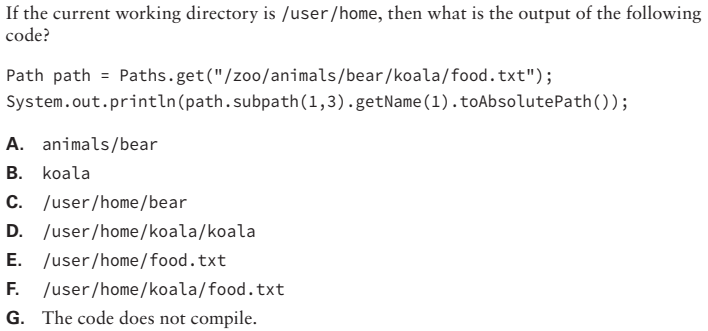 If the current working directory is /user/home, then what is the output of the following
code?
Path path = Paths.get("/zoo/animals/bear/koala/food.txt");
System.out.println(path.subpath(1,3).getName(1).toAbsolutePath());
A. animals/bear
B. koala
C. /user/home/bear
D. /user/home/koala/koala
E. /user/home/food.txt
F. /user/home/koala/food.txt
G. The code does not compile.